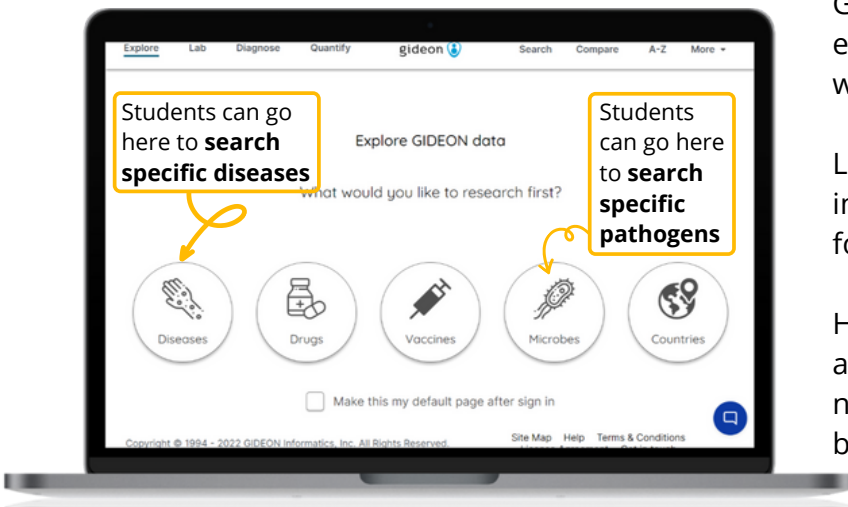 Explore Lab Diagnose Quantify gideon Search Compare A-Z More
Students can go
here to search
specific diseases
Students
can go here
to search
specific
pathogens
Explore GIDEON data
What would you like to research first?
Diseases Drugs Vaccines Microbes Countries
Make this my default page after sign in
Copyright © 1994 - 2022 GIDEON Informatics, Inc. All Rights Reserved.
Site Map Help Terms & Conditions